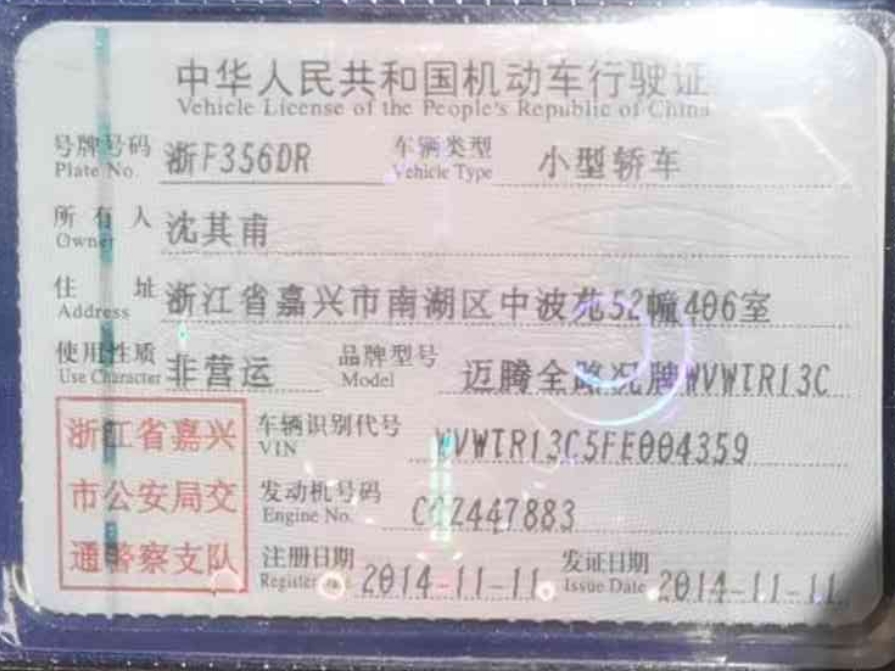 中华人民共和国机动车行驶证
Vehicle License of the People's Republic of China
号牌号码 浙F356DR 车辆类型 小型轿车
Plate No. Vehicle Type
所有人 沈其甫
Owner
住址 浙江省嘉兴市南湖区中波苑52幢406室
Address
使用性质 非营运 品牌型号 迈腾全路况牌WVWTR13C
Use Character Model
浙江省嘉兴
市公安局交
通警察支队
车辆识别代号 WVWTR13C5FE004359
VIN
发动机号码
Engine No.
注册日期 2014-11-11 发证日期 2014-11-11
Register Issue Date